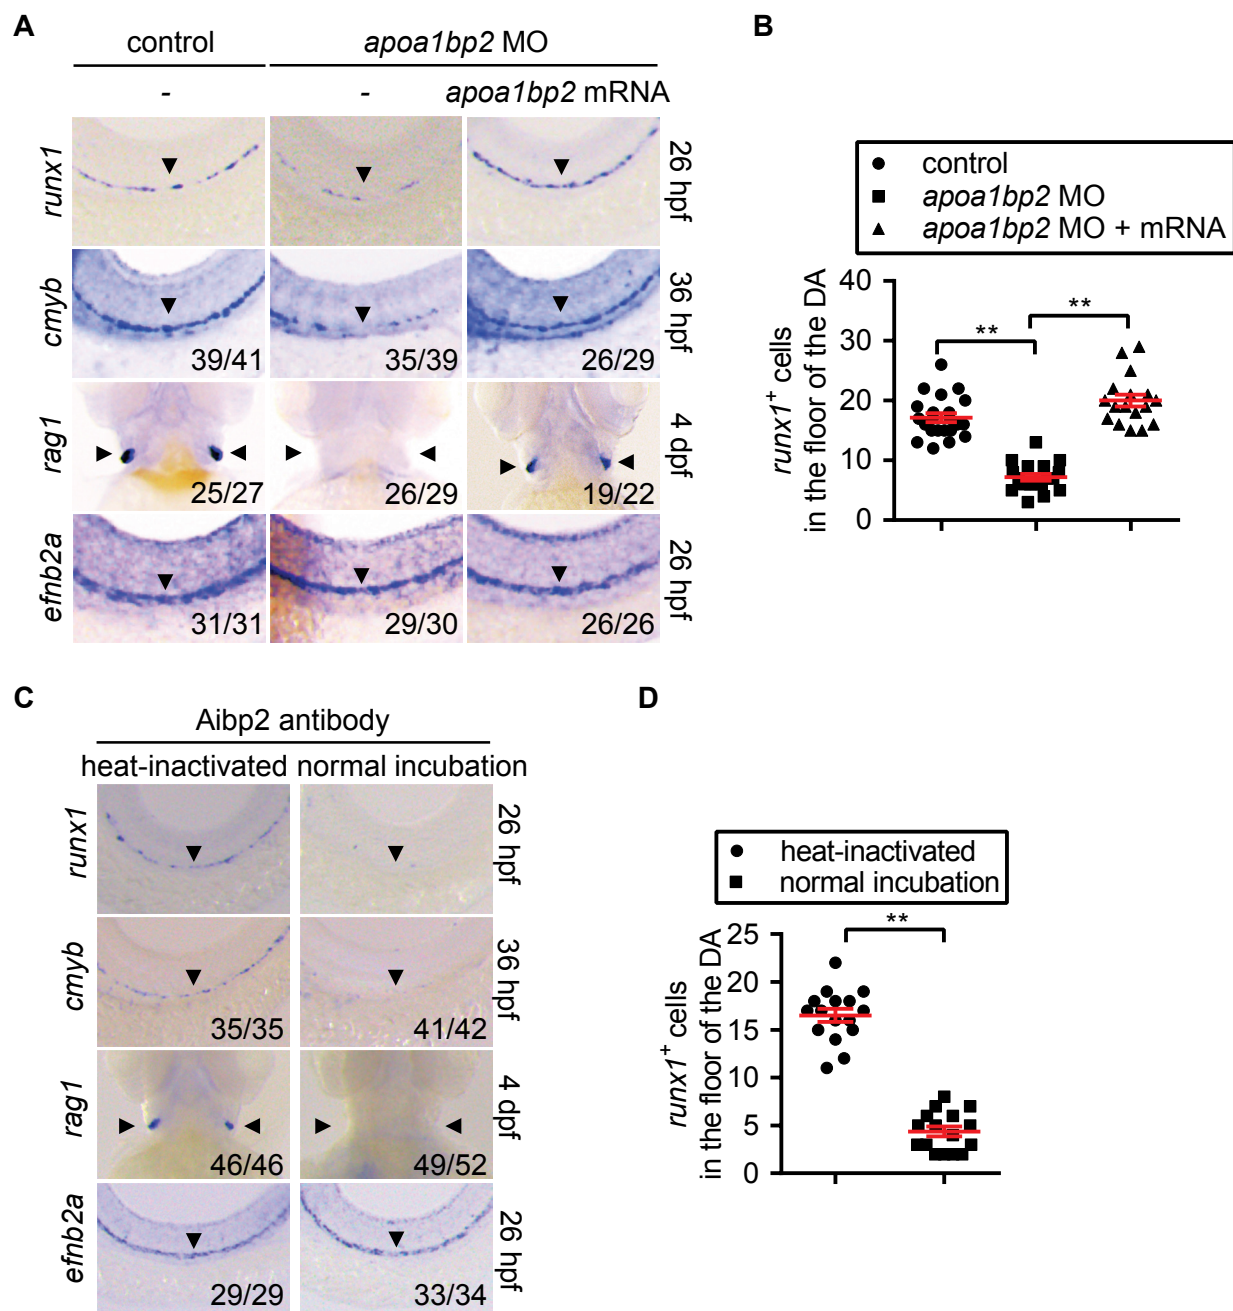 A
control
apoa1bp2 MO
-
-
apoa1bp2 mRNA
runx1
26 hpf
cmyb
39/41
35/39
26/29
36 hpf
rag1
25/27
26/29
19/22
4 dpf
efnb2a
31/31
29/30
26/26
26 hpf
B
control
apoa1bp2 MO
apoa1bp2 MO + mRNA
runx1+ cells
in the floor of the DA
40
30
20
10
0
**
**
C
Aibp2 antibody
heat-inactivated normal incubation
runx1
26 hpf
cmyb
35/35
41/42
36 hpf
rag1
46/46
49/52
4 dpf
efnb2a
29/29
33/34
26 hpf
D
heat-inactivated
normal incubation
runx1+ cells
in the floor of the DA
25
20
15
10
5
0
**